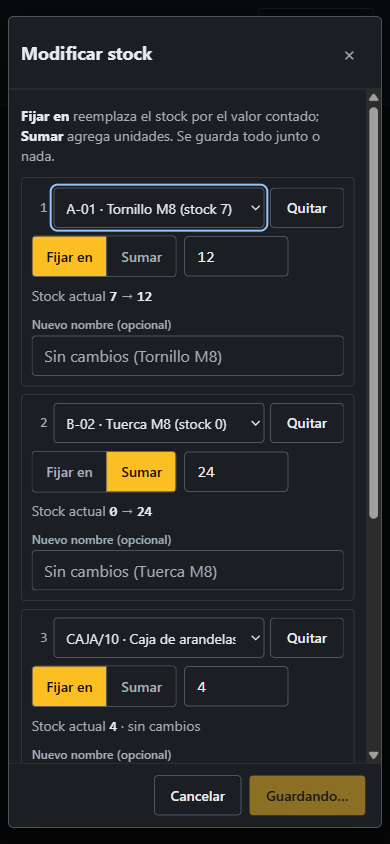 Modificar stock ×
Fijar en reemplaza el stock por el valor contado;
Sumar agrega unidades. Se guarda todo junto o
nada.
1 A-01 · Tornillo M8 (stock 7) Quitar
Fijar en Sumar 12
Stock actual 7 → 12
Nuevo nombre (opcional)
Sin cambios (Tornillo M8)
2 B-02 · Tuerca M8 (stock 0) Quitar
Fijar en Sumar 24
Stock actual 0 → 24
Nuevo nombre (opcional)
Sin cambios (Tuerca M8)
3 CAJA/10 · Caja de arandelas Quitar
Fijar en Sumar 4
Stock actual 4 · sin cambios
Nuevo nombre (opcional)
Cancelar Guardando...